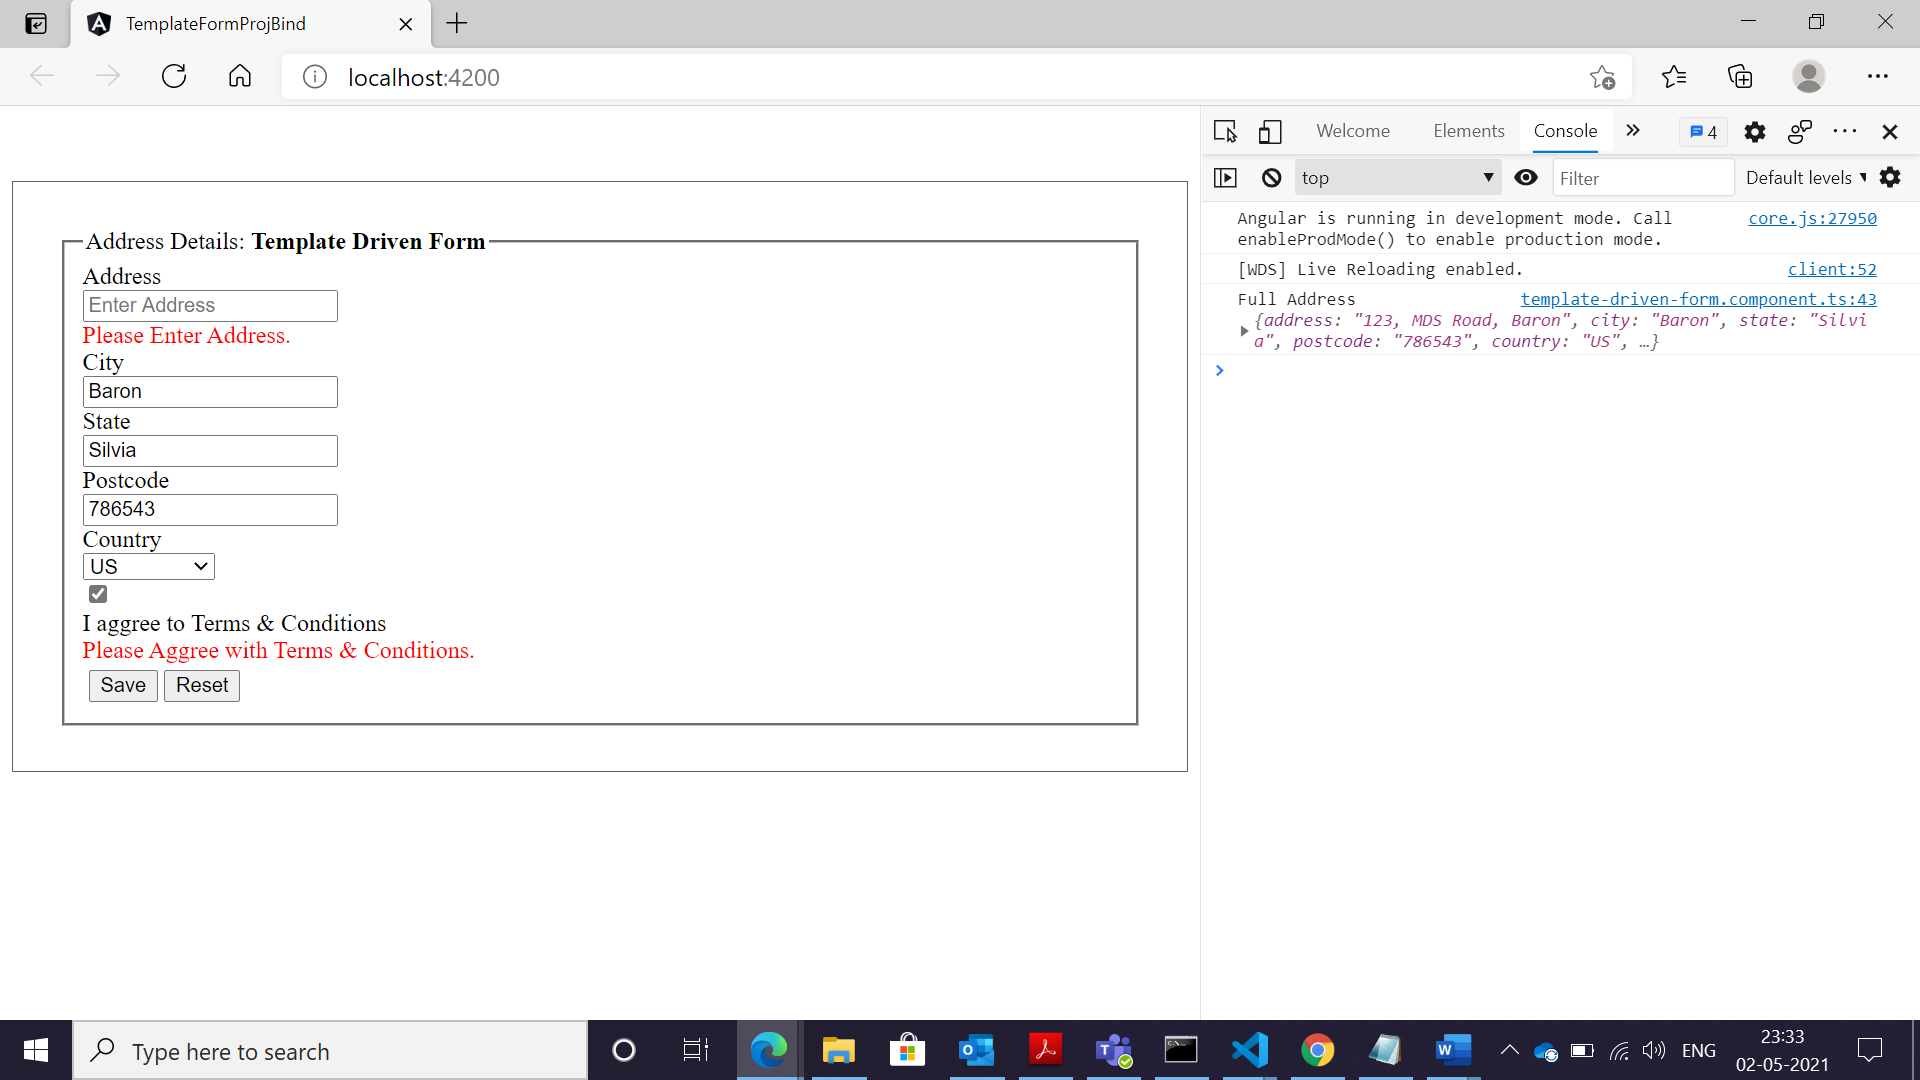 TemplateFormProjBind
localhost:4200
Welcome
Elements
Console
4
top
Filter
Default levels
Angular is running in development mode. Call
core.js:27950
enableProdMode() to enable production mode.
[WDS] Live Reloading enabled.
client:52
Full Address
template-driven-form.component.ts:43
{address: "123, MDS Road, Baron", city: "Baron", state: "Silvi
a", postcode: "786543", country: "US", …}
Address Details: Template Driven Form
Address
Enter Address
Please Enter Address.
City
Baron
State
Silvia
Postcode
786543
Country
US
I aggree to Terms & Conditions
Please Aggree with Terms & Conditions.
Save
Reset
Type here to search
ENG
23:33
02-05-2021